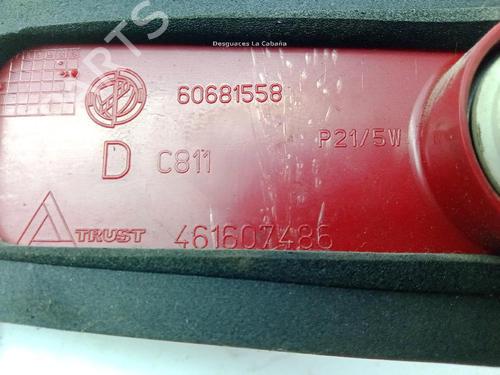 Desguaces La Cabaña
60681558
D C811 P21/5W
TRUST 461607486